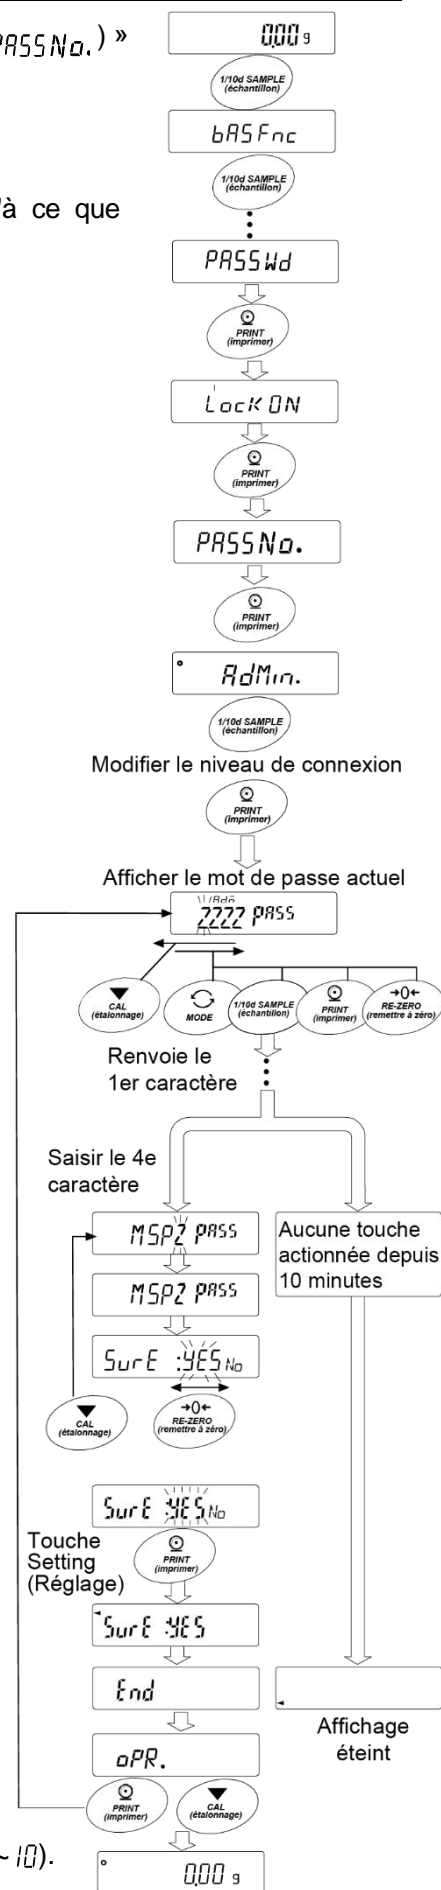 PASSNo.) »
0.00 g
1/10d SAMPLE
(échantillon)
bASFnc
'à ce que
1/10d SAMPLE
(échantillon)
PASSWd
PRINT
(imprimer)
LocK ON
PRINT
(imprimer)
PASSNo.
PRINT
(imprimer)
AdMin.
1/10d SAMPLE
(échantillon)
Modifier le niveau de connexion
PRINT
(imprimer)
Afficher le mot de passe actuel
Adm
ZZZZ PASS
CAL
(étalonnage)
MODE
1/10d SAMPLE
(échantillon)
PRINT
(imprimer)
→0←
RE-ZERO
(remettre à zéro)
Renvoie le
1er caractère
Saisir le 4e
caractère
MSPZ PASS
Aucune touche
actionnée depuis
10 minutes
MSPZ PASS
SurE :YES No
CAL
(étalonnage)
→0←
RE-ZERO
(remettre à zéro)
SurE :YES No
Touche
Setting
(Réglage)
PRINT
(imprimer)
SurE :YES
End
Affichage
éteint
oPR.
PRINT
(imprimer)
CAL
(étalonnage)
~ 10).
0.00 g